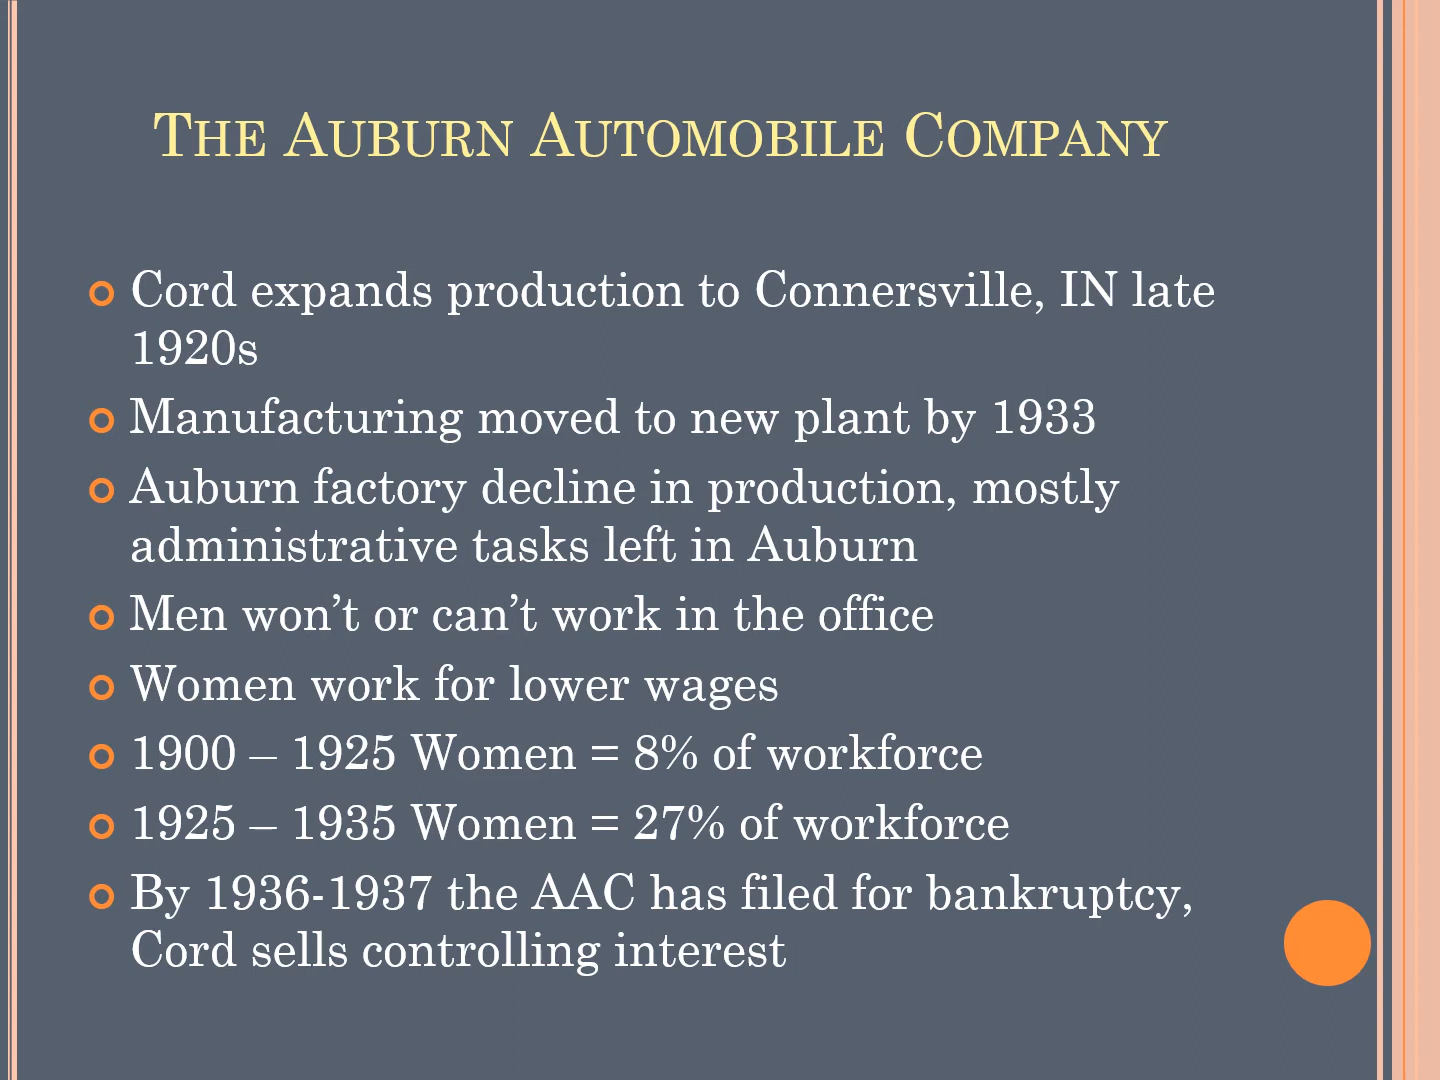 The Auburn Automobile Company
Cord expands production to Connersville, IN late
1920s
Manufacturing moved to new plant by 1933
Auburn factory decline in production, mostly
administrative tasks left in Auburn
Men won’t or can’t work in the office
Women work for lower wages
1900 – 1925 Women = 8% of workforce
1925 – 1935 Women = 27% of workforce
By 1936-1937 the AAC has filed for bankruptcy,
Cord sells controlling interest